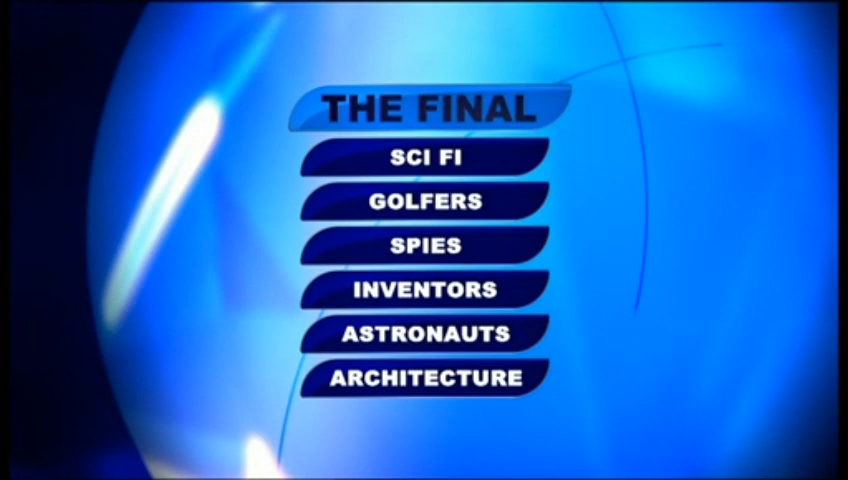 THE FINAL
SCI FI
GOLFERS
SPIES
INVENTORS
ASTRONAUTS
ARCHITECTURE